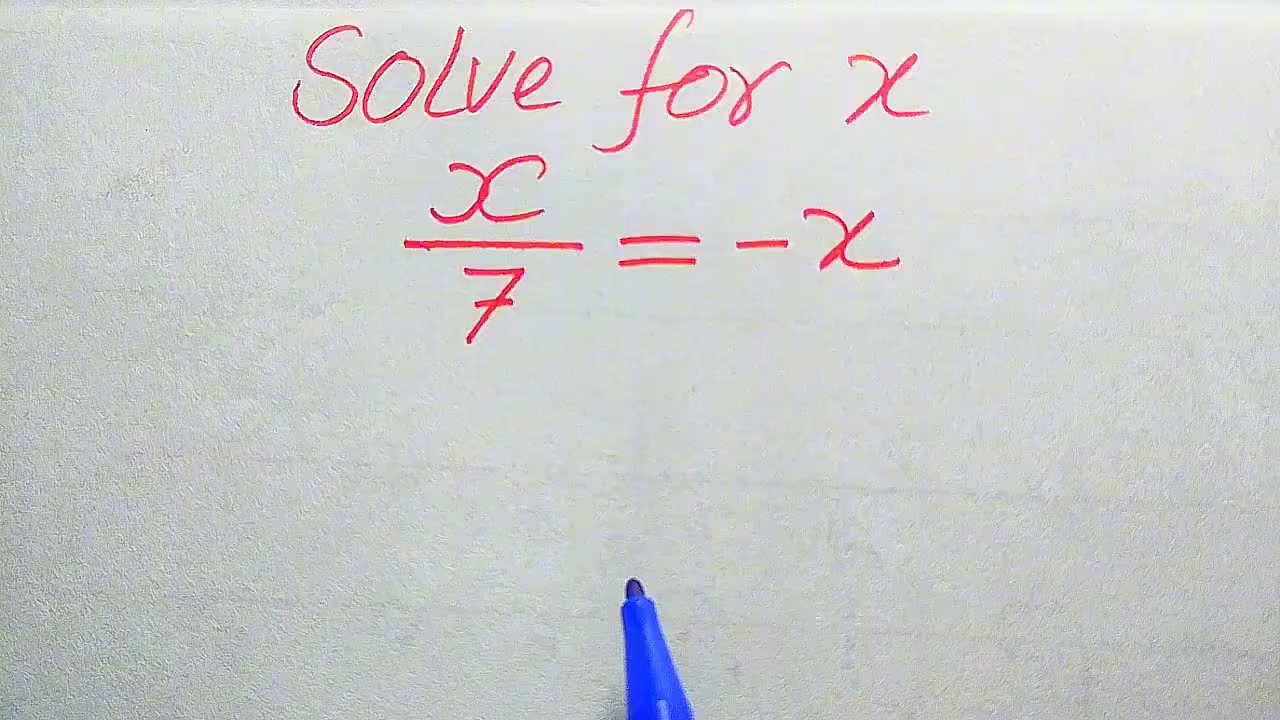 Solve for x
x/7 = -x